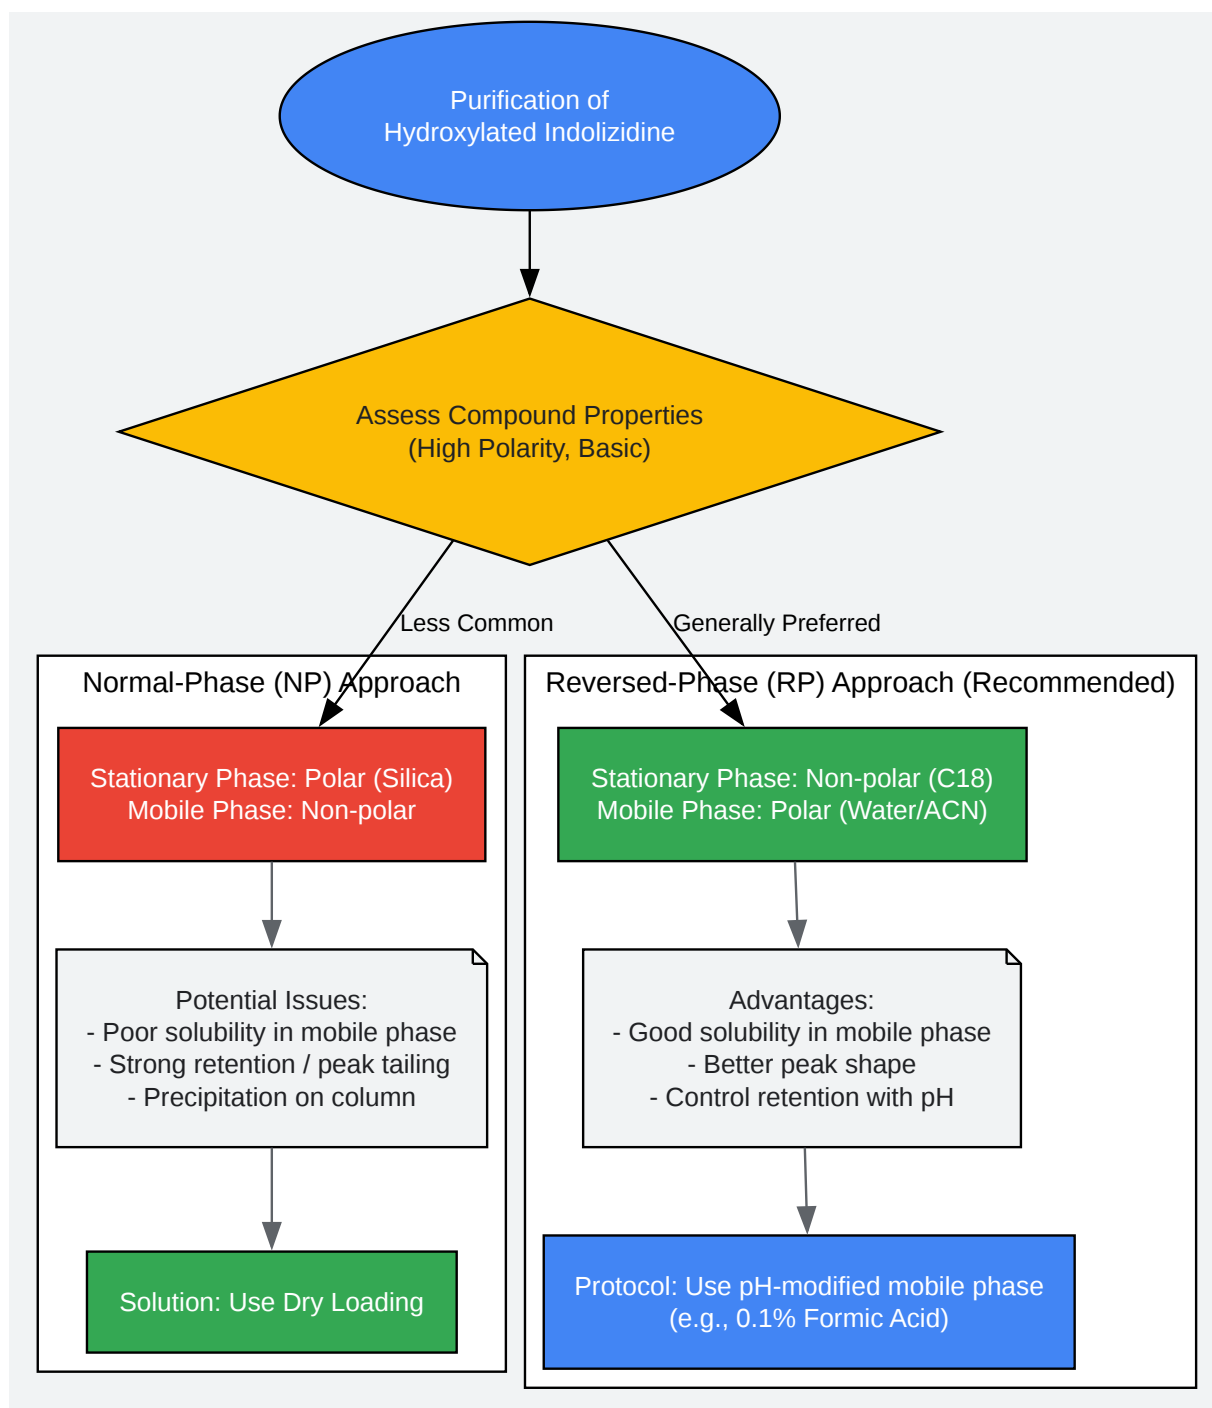 Purification of
Hydroxylated Indolizidine
Assess Compound Properties
(High Polarity, Basic)
Less Common
Generally Preferred
Normal-Phase (NP) Approach
Stationary Phase: Polar (Silica)
Mobile Phase: Non-polar
Potential Issues:
- Poor solubility in mobile phase
- Strong retention / peak tailing
- Precipitation on column
Solution: Use Dry Loading
Reversed-Phase (RP) Approach (Recommended)
Stationary Phase: Non-polar (C18)
Mobile Phase: Polar (Water/ACN)
Advantages:
- Good solubility in mobile phase
- Better peak shape
- Control retention with pH
Protocol: Use pH-modified mobile phase
(e.g., 0.1% Formic Acid)